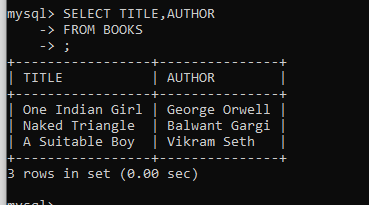 mysql> SELECT TITLE,AUTHOR
    -> FROM BOOKS
    -> ;
+------------------+---------------+
| TITLE            | AUTHOR        |
+------------------+---------------+
| One Indian Girl  | George Orwell |
| Naked Triangle   | Balwant Gargi |
| A Suitable Boy   | Vikram Seth   |
+------------------+---------------+
3 rows in set (0.00 sec)
mysql>